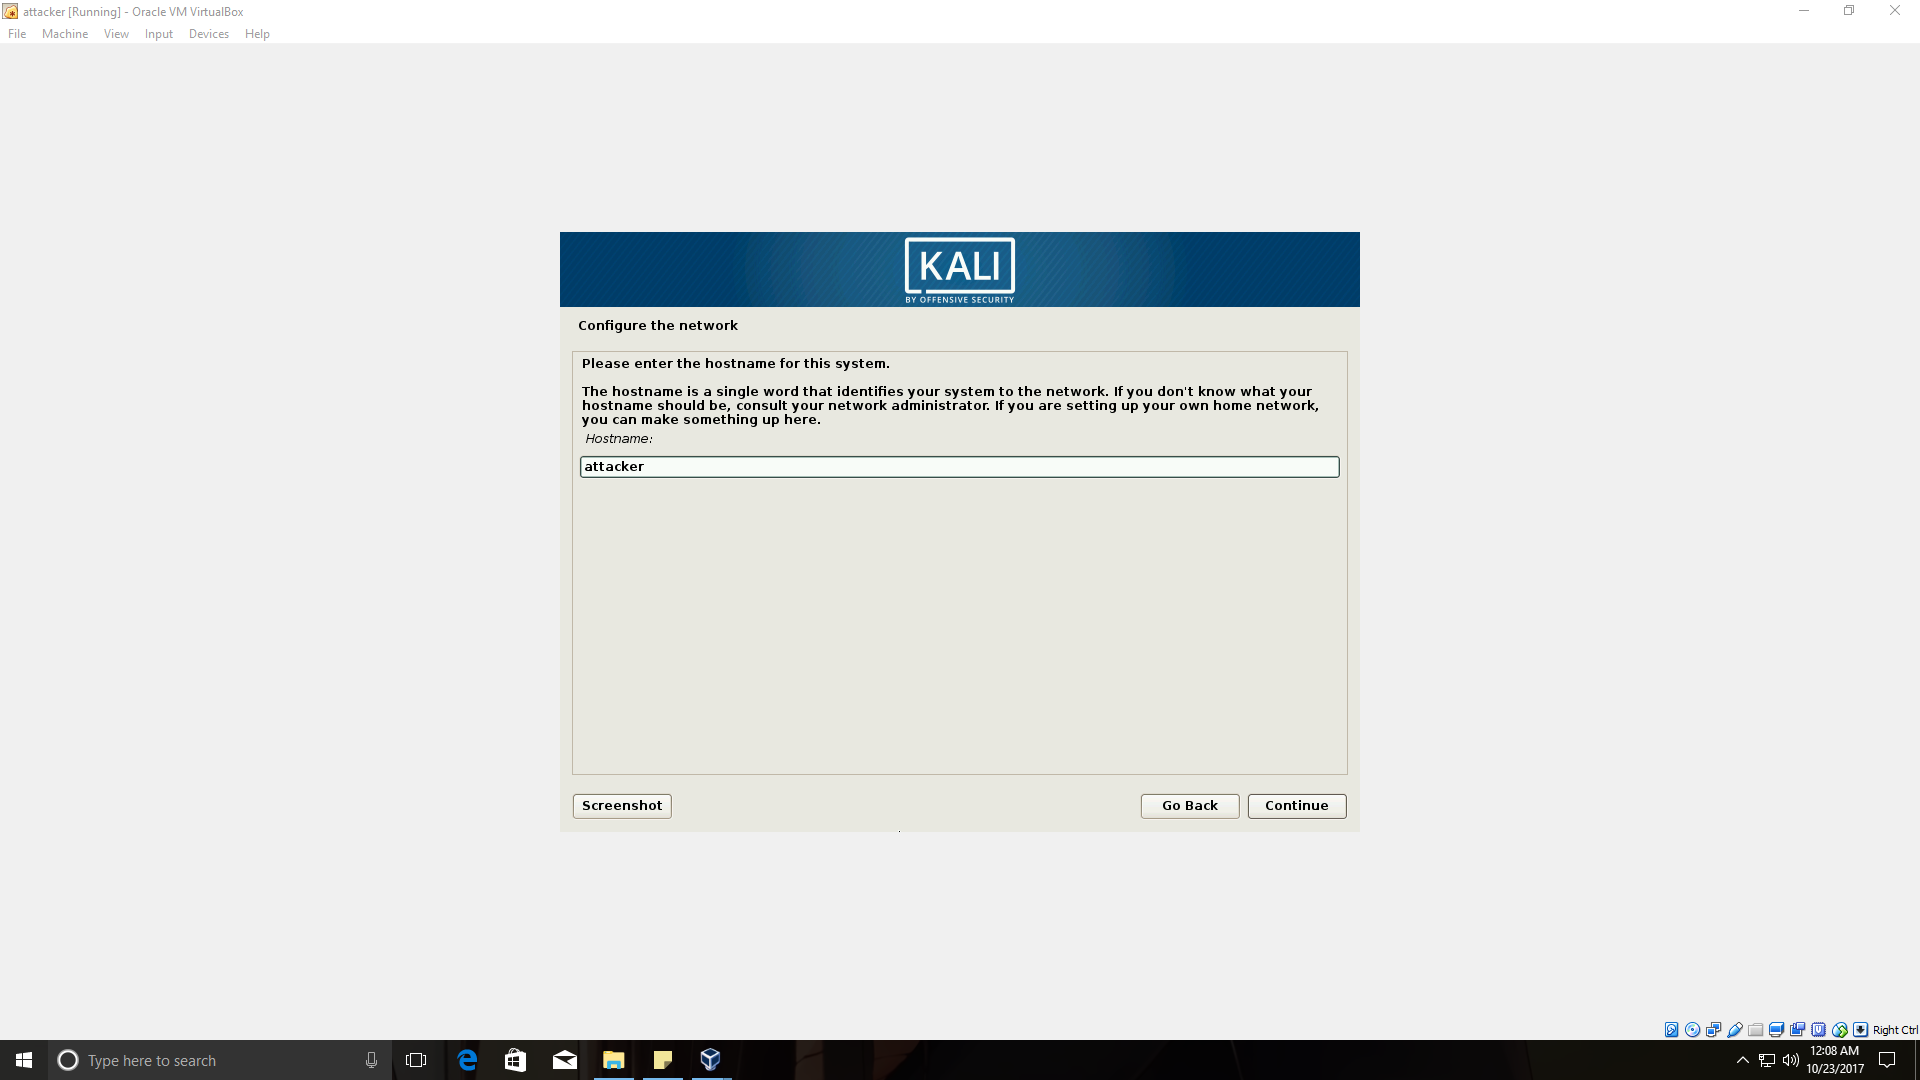 attacker [Running] - Oracle VM VirtualBox
File Machine View Input Devices Help
KALI
BY OFFENSIVE SECURITY
Configure the network
Please enter the hostname for this system.
The hostname is a single word that identifies your system to the network. If you don't know what your
hostname should be, consult your network administrator. If you are setting up your own home network,
you can make something up here.
Hostname:
attacker
Screenshot Go Back Continue
Right Ctrl
Type here to search
12:08 AM
10/23/2017